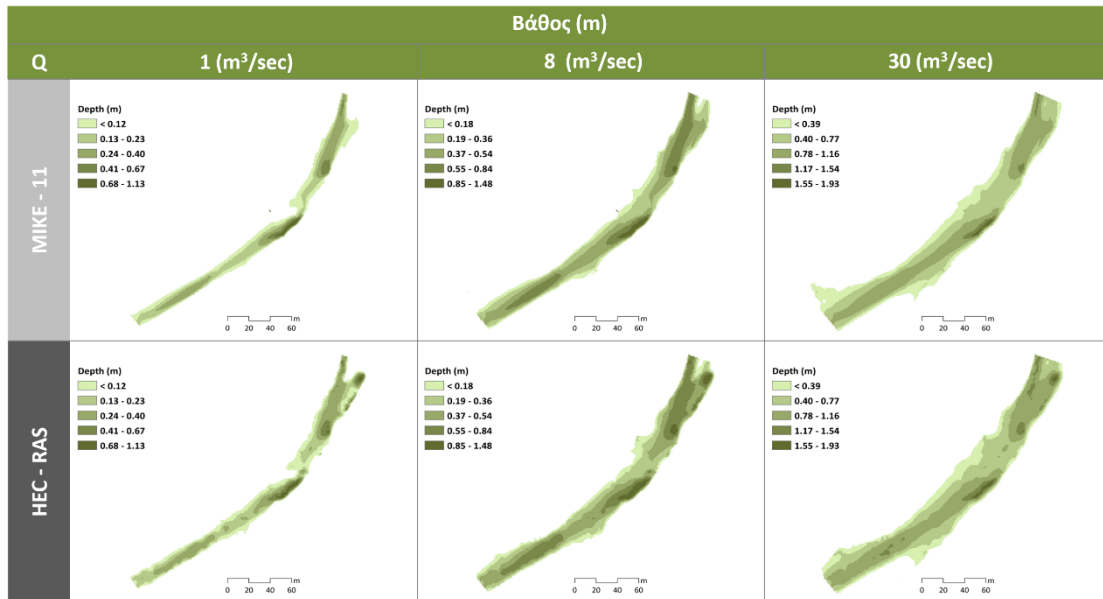 Βάθος (m)
Q 1 (m³/sec) 8 (m³/sec) 30 (m³/sec)
MIKE - 11
Depth (m)
< 0.12
0.13 - 0.23
0.24 - 0.40
0.41 - 0.67
0.68 - 1.13
0 20 40 60 m
Depth (m)
< 0.18
0.19 - 0.36
0.37 - 0.54
0.55 - 0.84
0.85 - 1.48
0 20 40 60 m
Depth (m)
< 0.39
0.40 - 0.77
0.78 - 1.16
1.17 - 1.54
1.55 - 1.93
0 20 40 60 m
HEC - RAS
Depth (m)
< 0.12
0.13 - 0.23
0.24 - 0.40
0.41 - 0.67
0.68 - 1.13
0 20 40 60 m
Depth (m)
< 0.18
0.19 - 0.36
0.37 - 0.54
0.55 - 0.84
0.85 - 1.48
0 20 40 60 m
Depth (m)
< 0.39
0.40 - 0.77
0.78 - 1.16
1.17 - 1.54
1.55 - 1.93
0 20 40 60 m